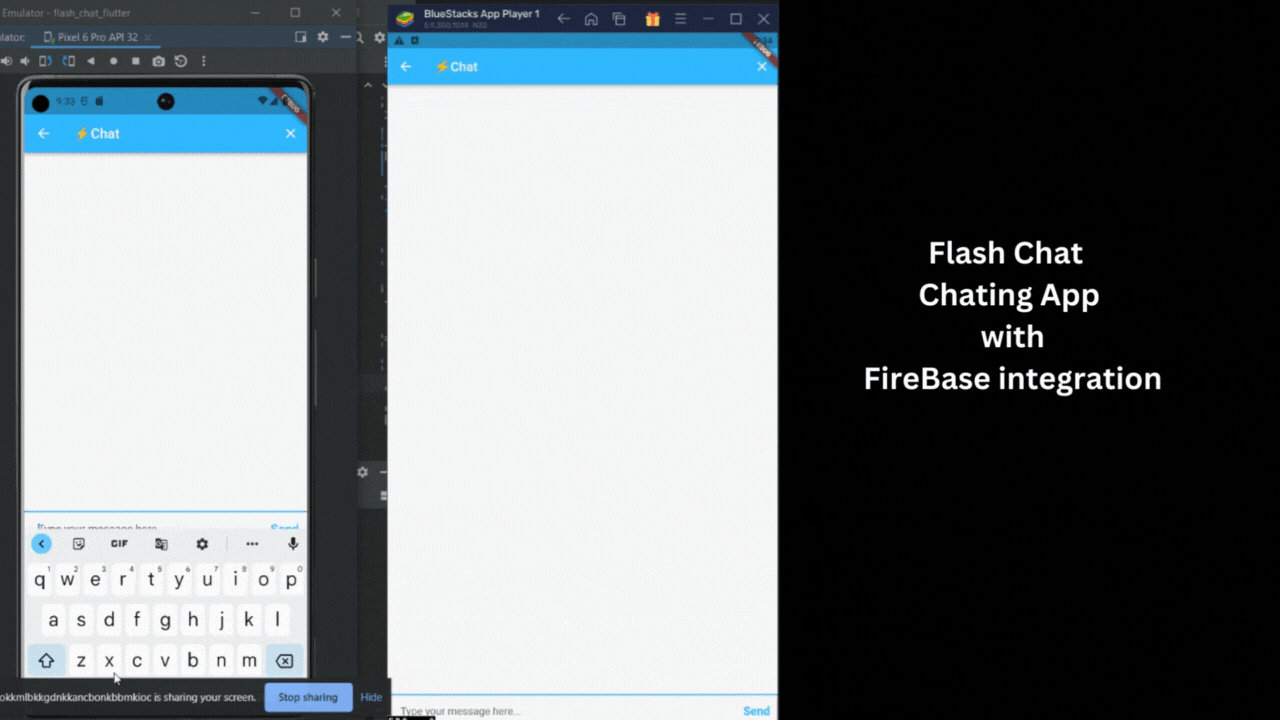 Emulator - flash_chat_flutter
Pixel 6 Pro API 32
9:33
⚡Chat
Type your message here
Send
GIF
q w e r t y u i o p
1 2 3 4 5 6 7 8 9 0
a s d f g h j k l
z x c v b n m
okkmlbkkgdnkkancbonkbbmkioc is sharing your screen.
Stop sharing
Hide
BlueStacks App Player 1
⚡Chat
Type your message here...
Send
Flash Chat
Chating App
with
FireBase integration